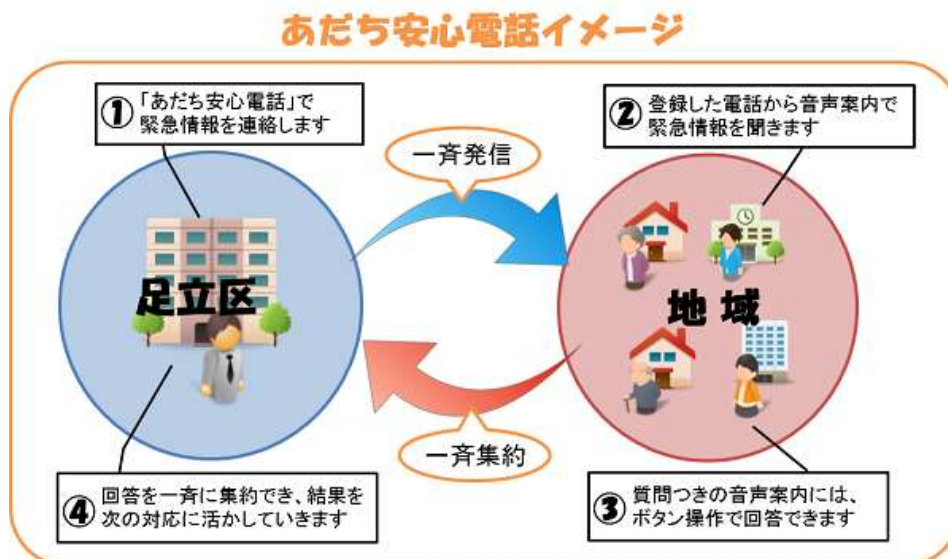 あだち安心電話イメージ
①「あだち安心電話」で
緊急情報を連絡します
一斉発信
②登録した電話から音声案内で
緊急情報を聞きます
足立区
地域
一斉集約
③質問つきの音声案内には、
ボタン操作で回答できます
④回答を一斉に集約でき、結果を
次の対応に活かしていきます